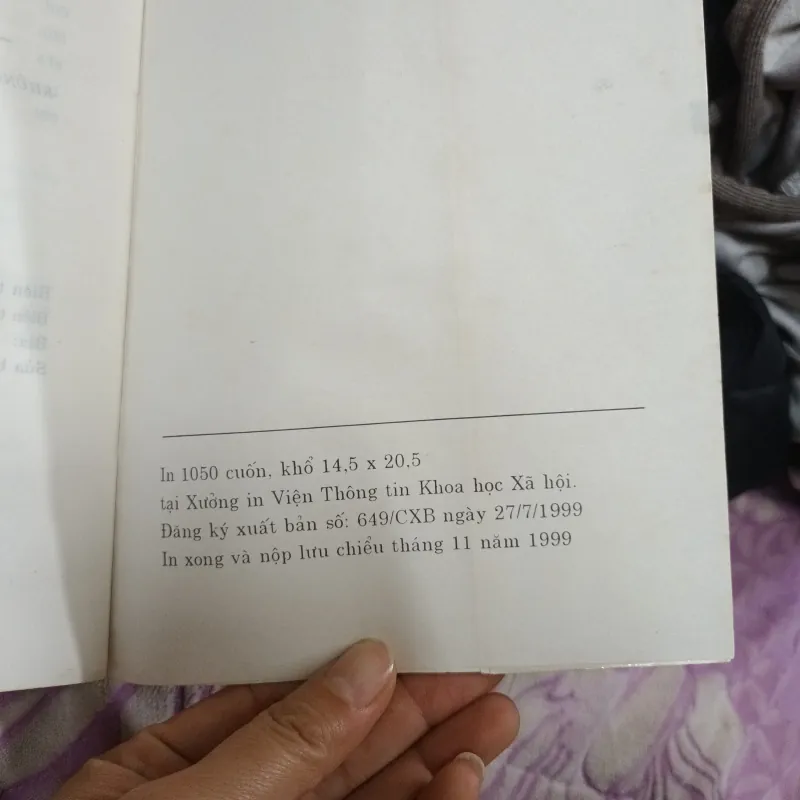 In 1050 cuốn, khổ 14,5 x 20,5
tại Xưởng in Viện Thông tin Khoa học Xã hội.
Đăng ký xuất bản số: 649/CXB ngày 27/7/1999
In xong và nộp lưu chiểu tháng 11 năm 1999